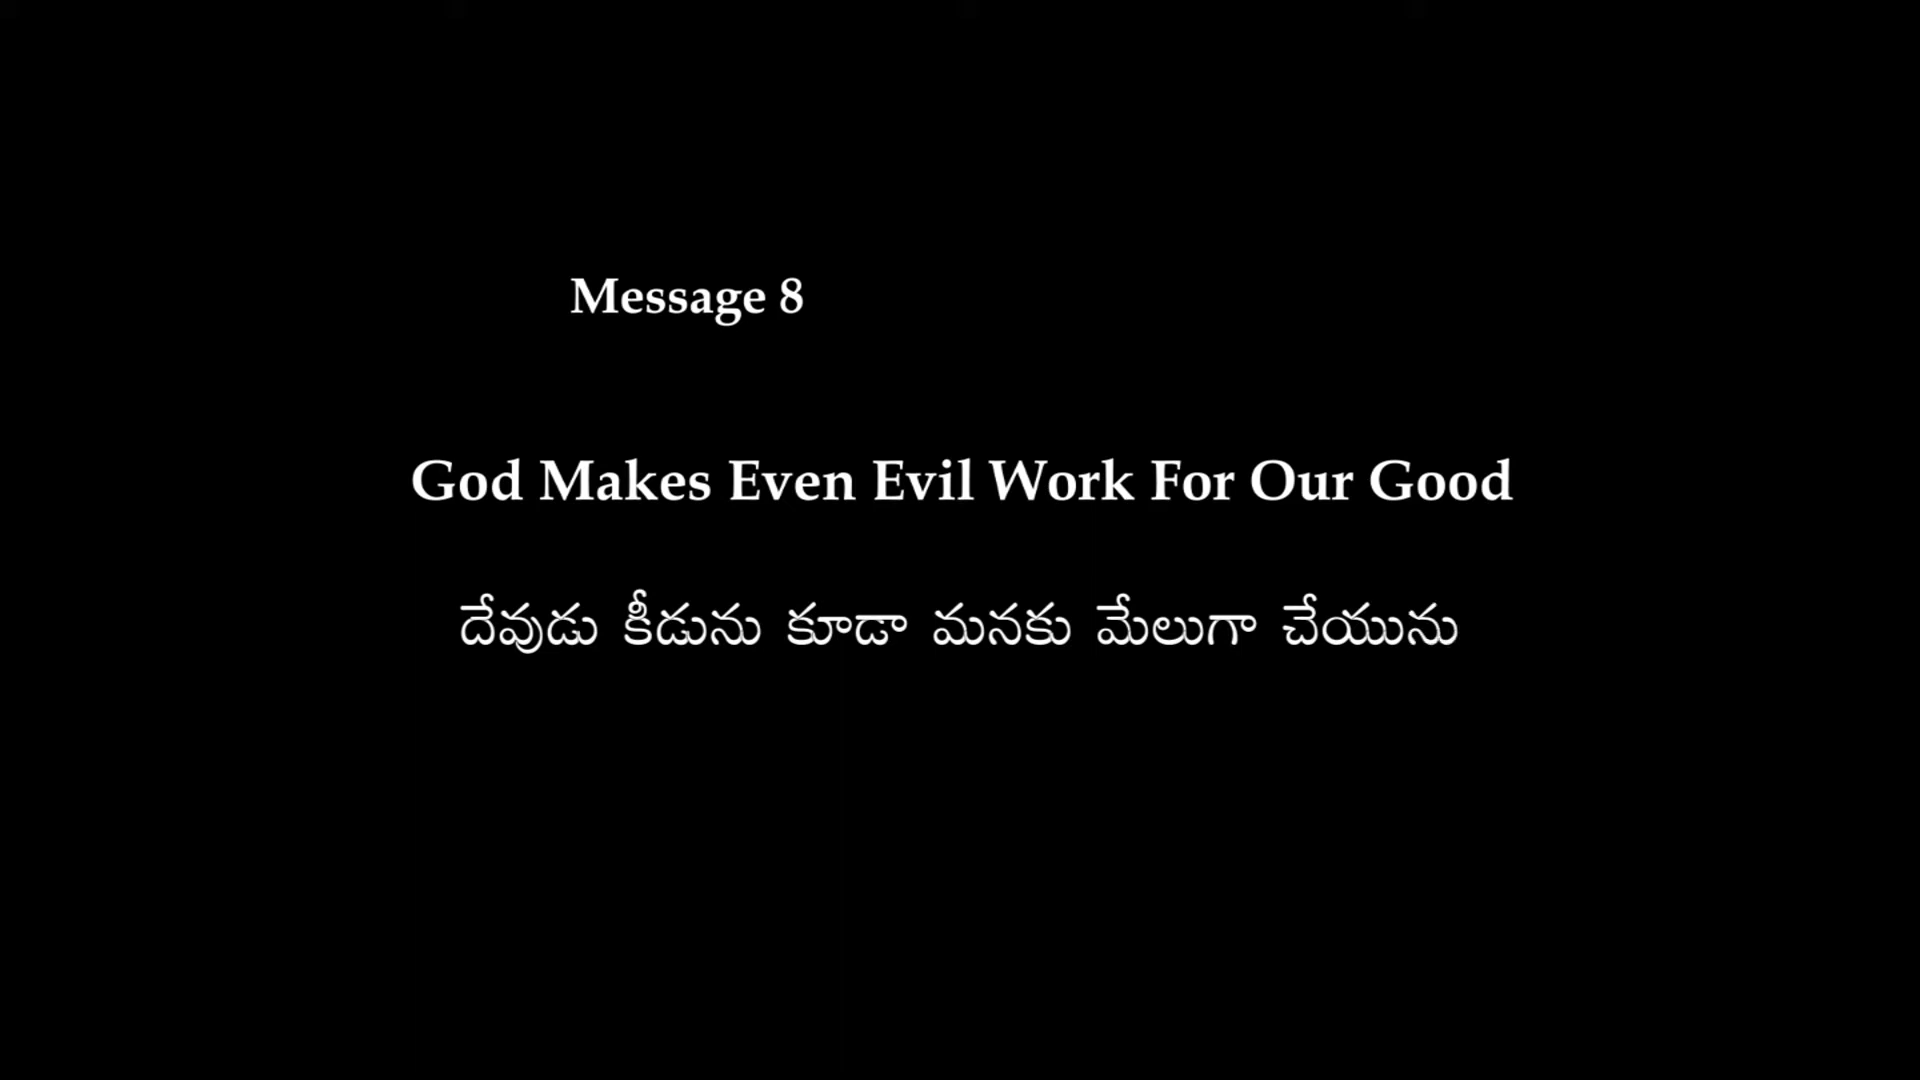 Message 8
God Makes Even Evil Work For Our Good
దేవుడు కీడును కూడా మనకు మేలుగా చేయును